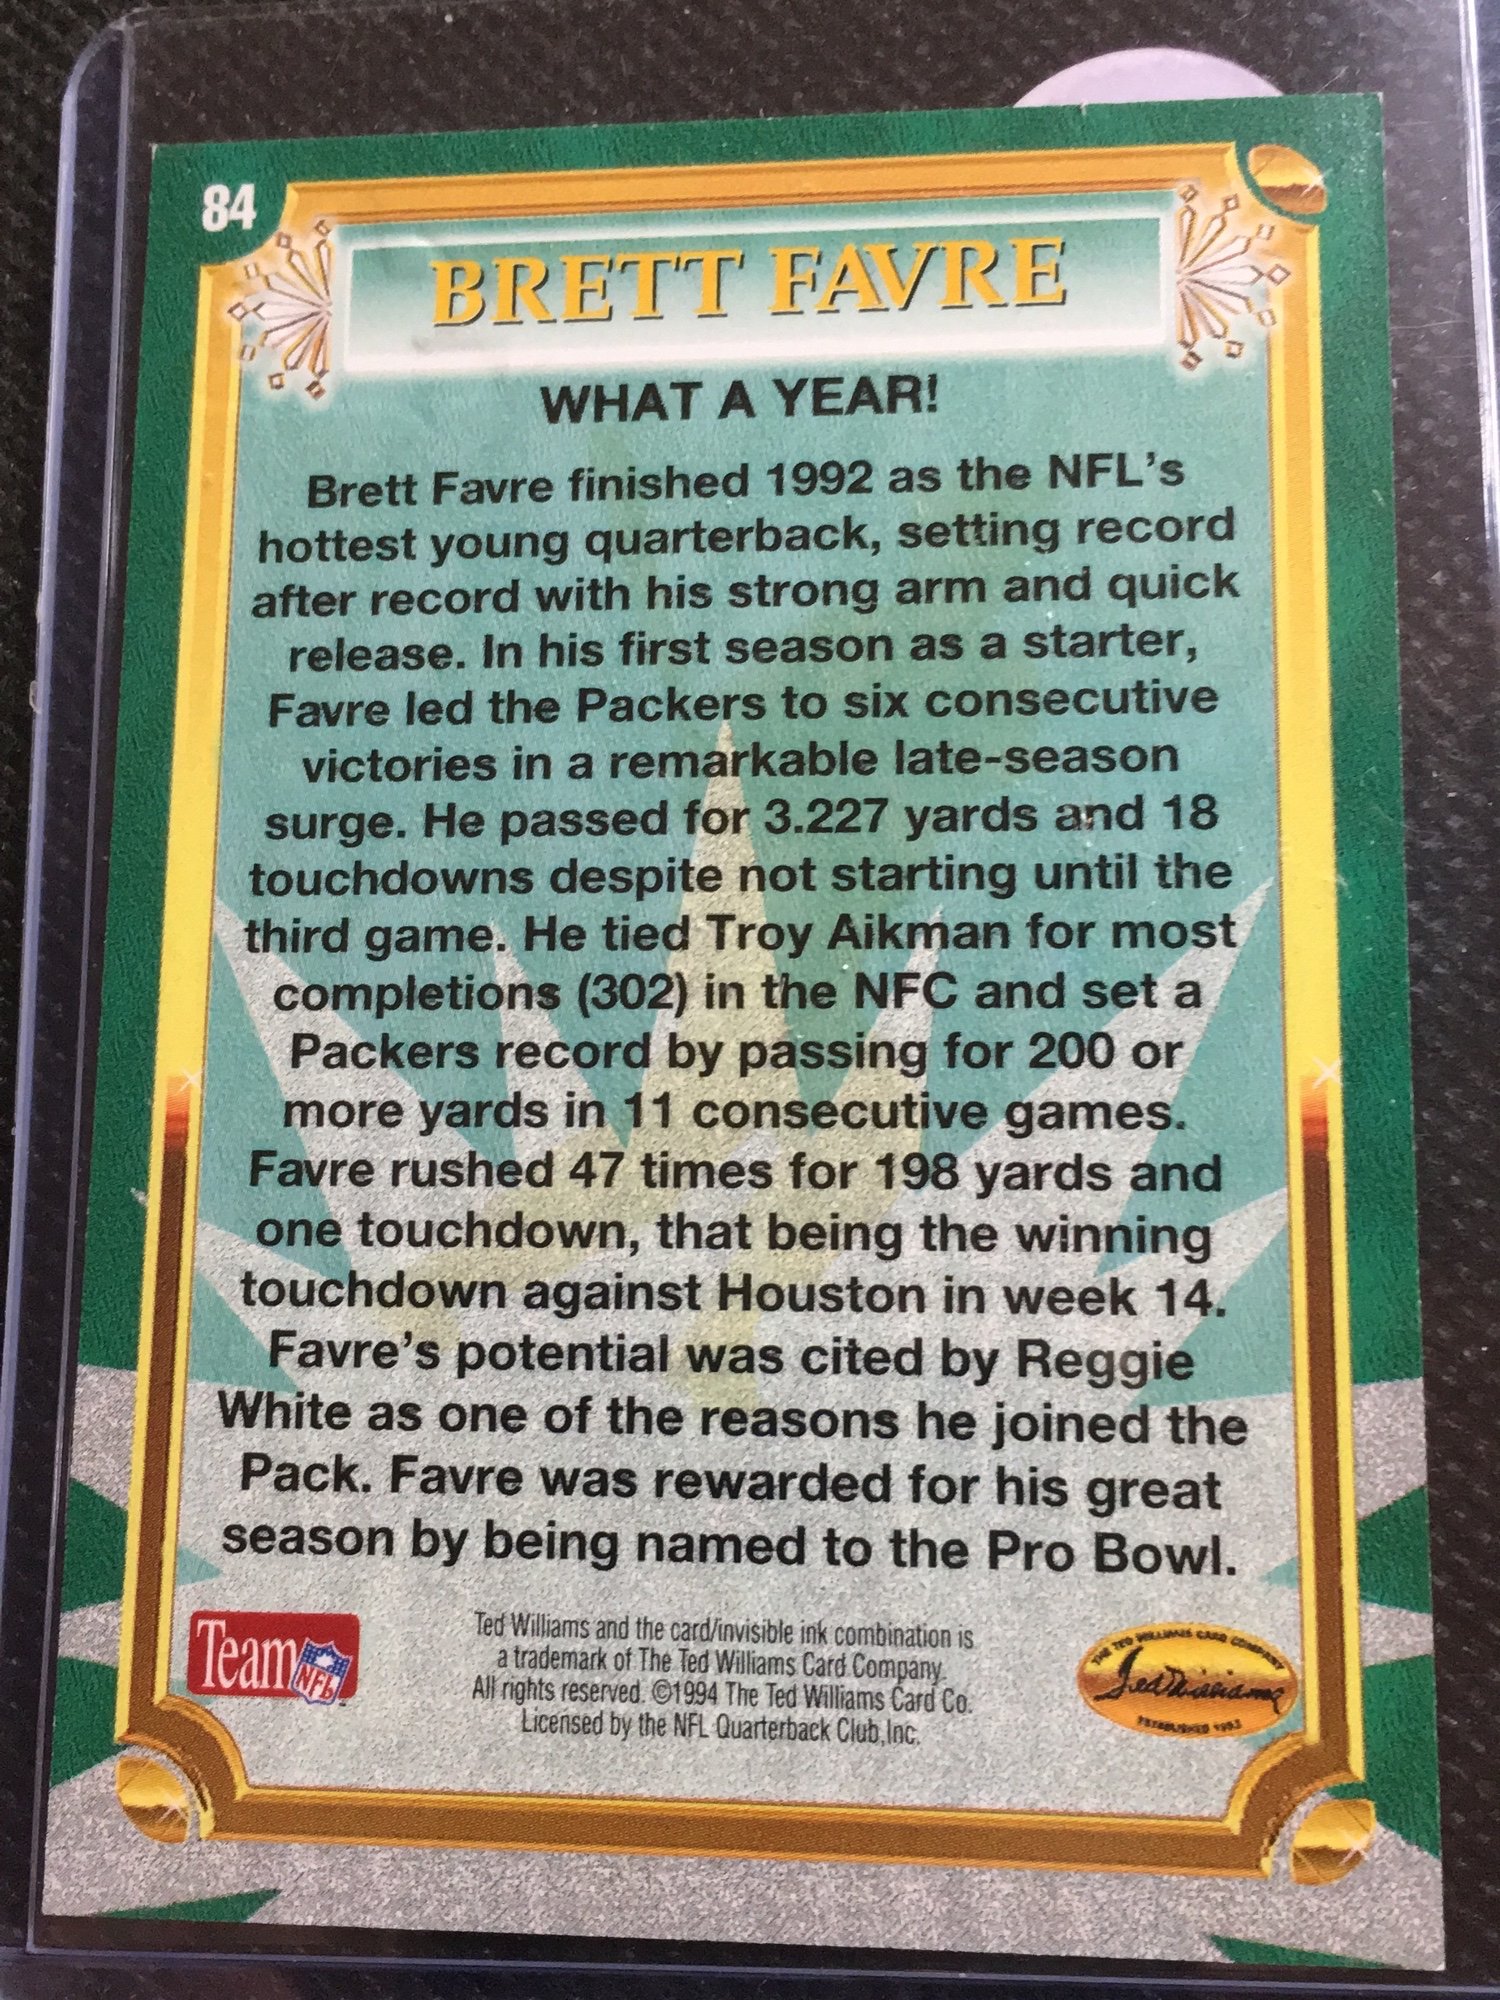 84
BRETT FAVRE
WHAT A YEAR!
Brett Favre finished 1992 as the NFL's
hottest young quarterback, setting record
after record with his strong arm and quick
release. In his first season as a starter,
Favre led the Packers to six consecutive
victories in a remarkable late-season
surge. He passed for 3.227 yards and 18
touchdowns despite not starting until the
third game. He tied Troy Aikman for most
completions (302) in the NFC and set a
Packers record by passing for 200 or
more yards in 11 consecutive games.
Favre rushed 47 times for 198 yards and
one touchdown, that being the winning
touchdown against Houston in week 14.
Favre's potential was cited by Reggie
White as one of the reasons he joined the
Pack. Favre was rewarded for his great
season by being named to the Pro Bowl.
Team NFL
Ted Williams and the card/invisible ink combination is
a trademark of The Ted Williams Card Company.
All rights reserved. ©1994 The Ted Williams Card Co.
Licensed by the NFL Quarterback Club,Inc.
THE TED WILLIAMS CARD COMPANY
Ted Williams
ESTABLISHED